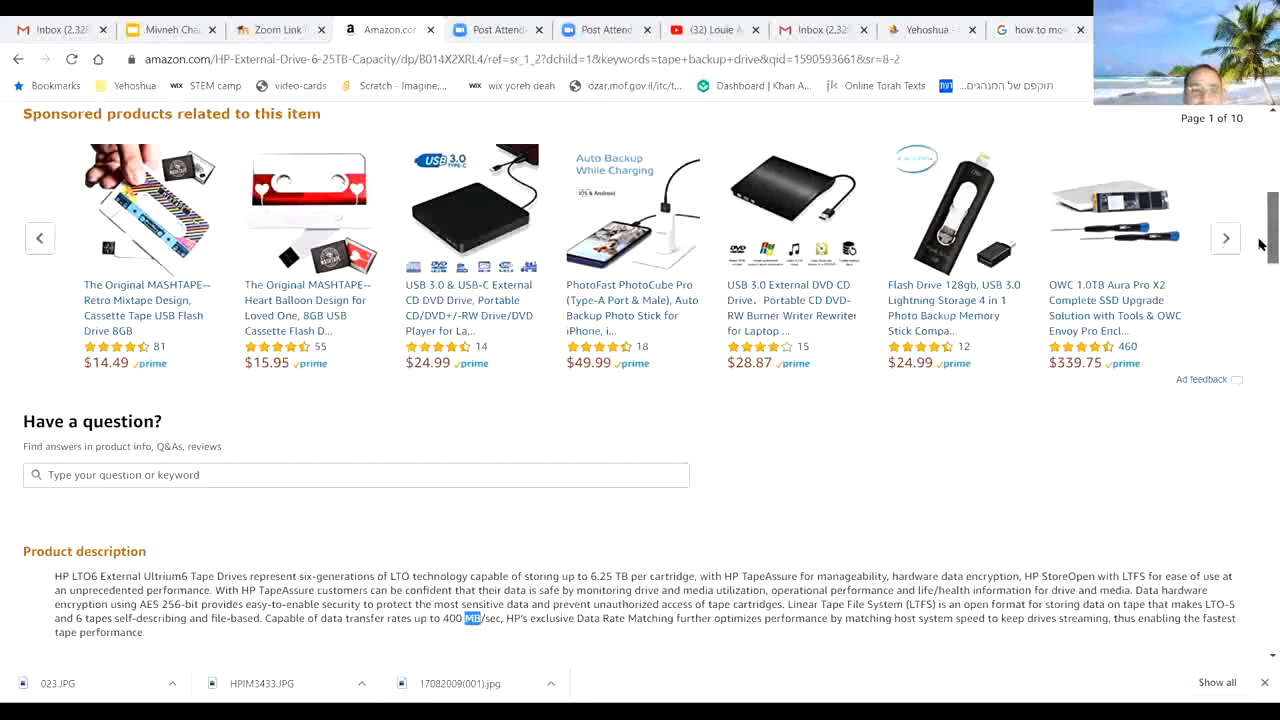 Inbox (2,32
Mivneh Cha
Zoom Link
Amazon.cor
Post Attend
Post Attend
(32) Louie A
Inbox (2,32
Yehoshua -
how to mov
amazon.com/HP-External-Drive-6-25TB-Capacity/dp/B014X2XRL4/ref=sr_1_2?dchild=1&keywords=tape+backup+drive&qid=1590593661&sr=8-2
Bookmarks
Yehoshua
WIX STEM camp
video-cards
Scratch - Imagine,...
WIX wix yoreh deah
ozar.mof.gov.il/itc/t...
Dashboard | Khan A...
Online Torah Texts
תוקפם של המנהגים...
Sponsored products related to this item
Page 1 of 10
USB 3.0
TYPE-C
Auto Backup
While Charging
iOS & Android
The Original MASHTAPE--
Retro Mixtape Design,
Cassette Tape USB Flash
Drive 8GB
81
$14.49 prime
The Original MASHTAPE--
Heart Balloon Design for
Loved One, 8GB USB
Cassette Flash D...
55
$15.95 prime
USB 3.0 & USB-C External
CD DVD Drive, Portable
CD/DVD+/-RW Drive/DVD
Player for La...
14
$24.99 prime
PhotoFast PhotoCube Pro
(Type-A Port & Male), Auto
Backup Photo Stick for
iPhone, i...
18
$49.99 prime
USB 3.0 External DVD CD
Drive，Portable CD DVD-
RW Burner Writer Rewriter
for Laptop ...
15
$28.87 prime
Flash Drive 128gb, USB 3.0
Lightning Storage 4 in 1
Photo Backup Memory
Stick Compa...
12
$24.99 prime
OWC 1.0TB Aura Pro X2
Complete SSD Upgrade
Solution with Tools & OWC
Envoy Pro Encl...
460
$339.75 prime
Ad feedback
Have a question?
Find answers in product info, Q&As, reviews
Type your question or keyword
Product description
HP LTO6 External Ultrium6 Tape Drives represent six-generations of LTO technology capable of storing up to 6.25 TB per cartridge, with HP TapeAssure for manageability, hardware data encryption, HP StoreOpen with LTFS for ease of use at
an unprecedented performance. With HP TapeAssure customers can be confident that their data is safe by monitoring drive and media utilization, operational performance and life/health information for drive and media. Data hardware
encryption using AES 256-bit provides easy-to-enable security to protect the most sensitive data and prevent unauthorized access of tape cartridges. Linear Tape File System (LTFS) is an open format for storing data on tape that makes LTO-5
and 6 tapes self-describing and file-based. Capable of data transfer rates up to 400 MB/sec, HP's exclusive Data Rate Matching further optimizes performance by matching host system speed to keep drives streaming, thus enabling the fastest
tape performance.
023.JPG
HPIM3433.JPG
17082009(001).jpg
Show all